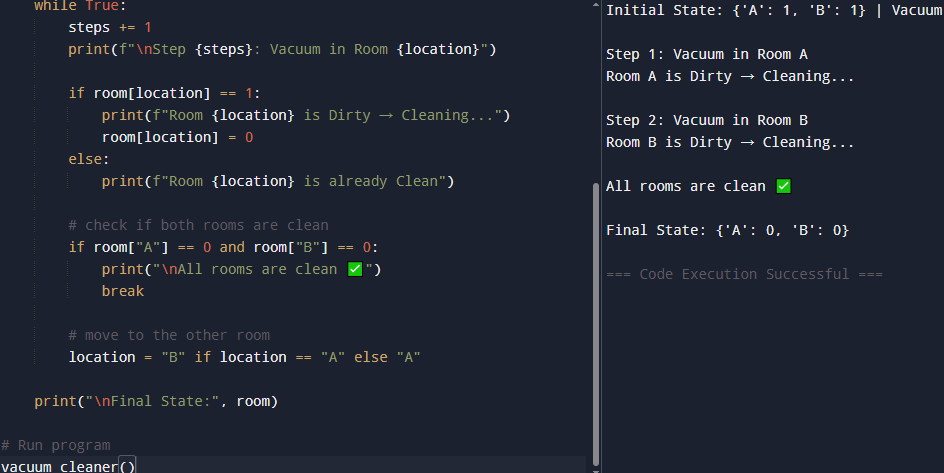 while True:
steps += 1
print(f"\nStep {steps}: Vacuum in Room {location}")
if room[location] == 1:
print(f"Room {location} is Dirty → Cleaning...")
room[location] = 0
else:
print(f"Room {location} is already Clean")
# check if both rooms are clean
if room["A"] == 0 and room["B"] == 0:
print("\nAll rooms are clean ✅")
break
# move to the other room
location = "B" if location == "A" else "A"
print("\nFinal State:", room)
# Run program
vacuum_cleaner()
Initial State: {'A': 1, 'B': 1} | Vacuum
Step 1: Vacuum in Room A
Room A is Dirty → Cleaning...
Step 2: Vacuum in Room B
Room B is Dirty → Cleaning...
All rooms are clean ✅
Final State: {'A': 0, 'B': 0}
=== Code Execution Successful ===